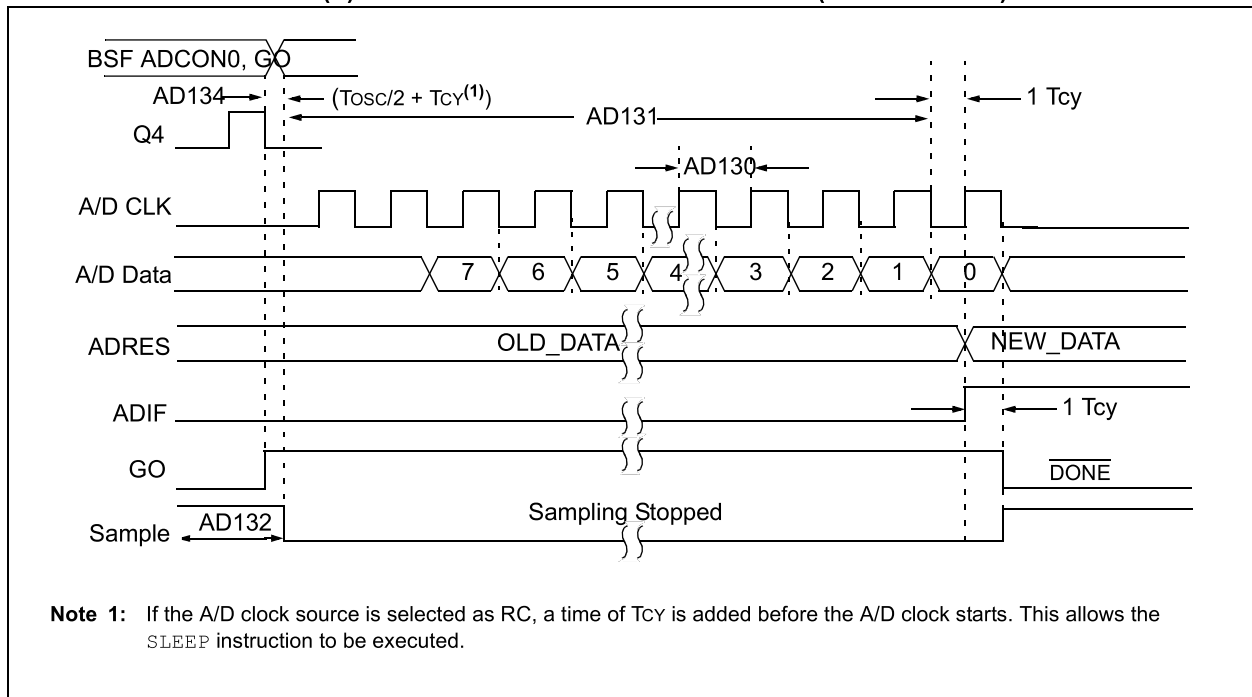 BSF ADCON0, GO
AD134 (TOSC/2 + TCY(1))
1 Tcy
AD131
Q4
AD130
A/D CLK
A/D Data 7 6 5 4 3 2 1 0
ADRES OLD_DATA NEW_DATA
ADIF 1 Tcy
GO DONE
Sampling Stopped
AD132
Sample
Note 1: If the A/D clock source is selected as RC, a time of TCY is added before the A/D clock starts. This allows the
SLEEP instruction to be executed.